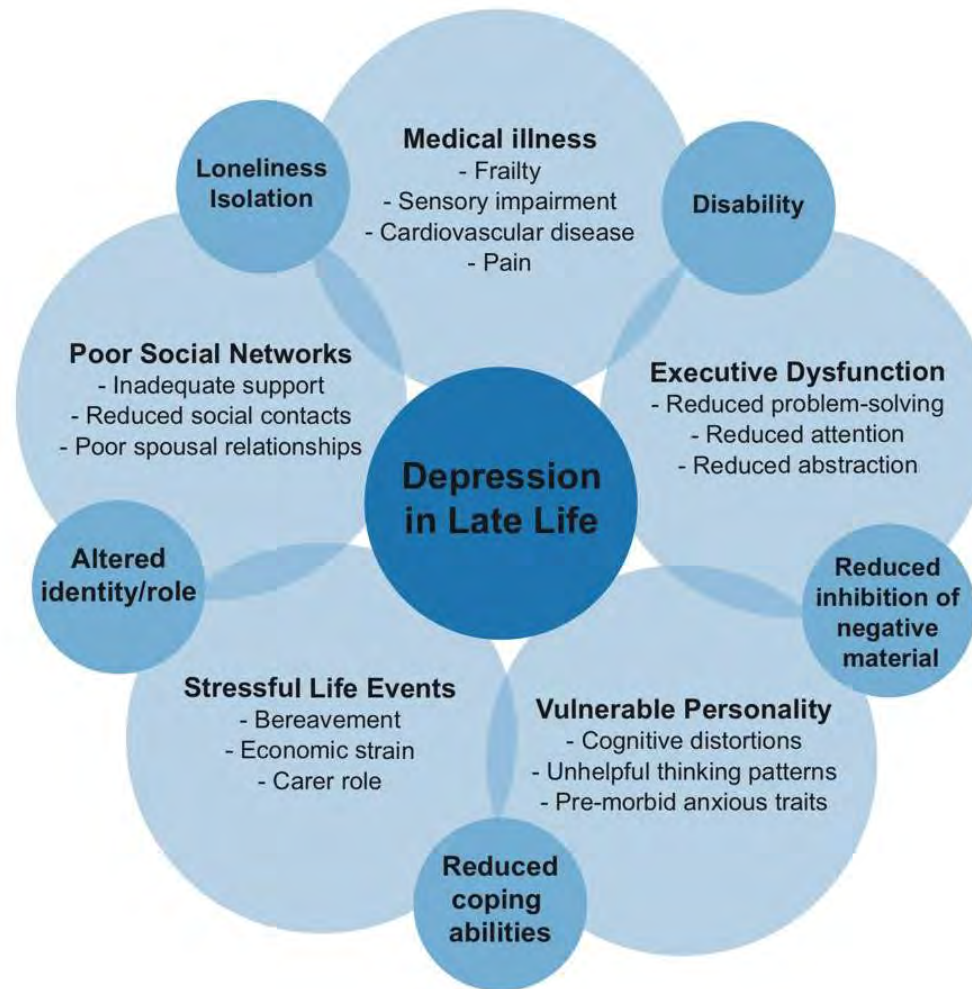 Medical illness
- Frailty
- Sensory impairment
- Cardiovascular disease
- Pain
Loneliness
Isolation
Disability
Poor Social Networks
- Inadequate support
- Reduced social contacts
- Poor spousal relationships
Executive Dysfunction
- Reduced problem-solving
- Reduced attention
- Reduced abstraction
Depression
in Late Life
Altered
identity/role
Reduced
inhibition of
negative
material
Stressful Life Events
- Bereavement
- Economic strain
- Carer role
Vulnerable Personality
- Cognitive distortions
- Unhelpful thinking patterns
- Pre-morbid anxious traits
Reduced
coping
abilities